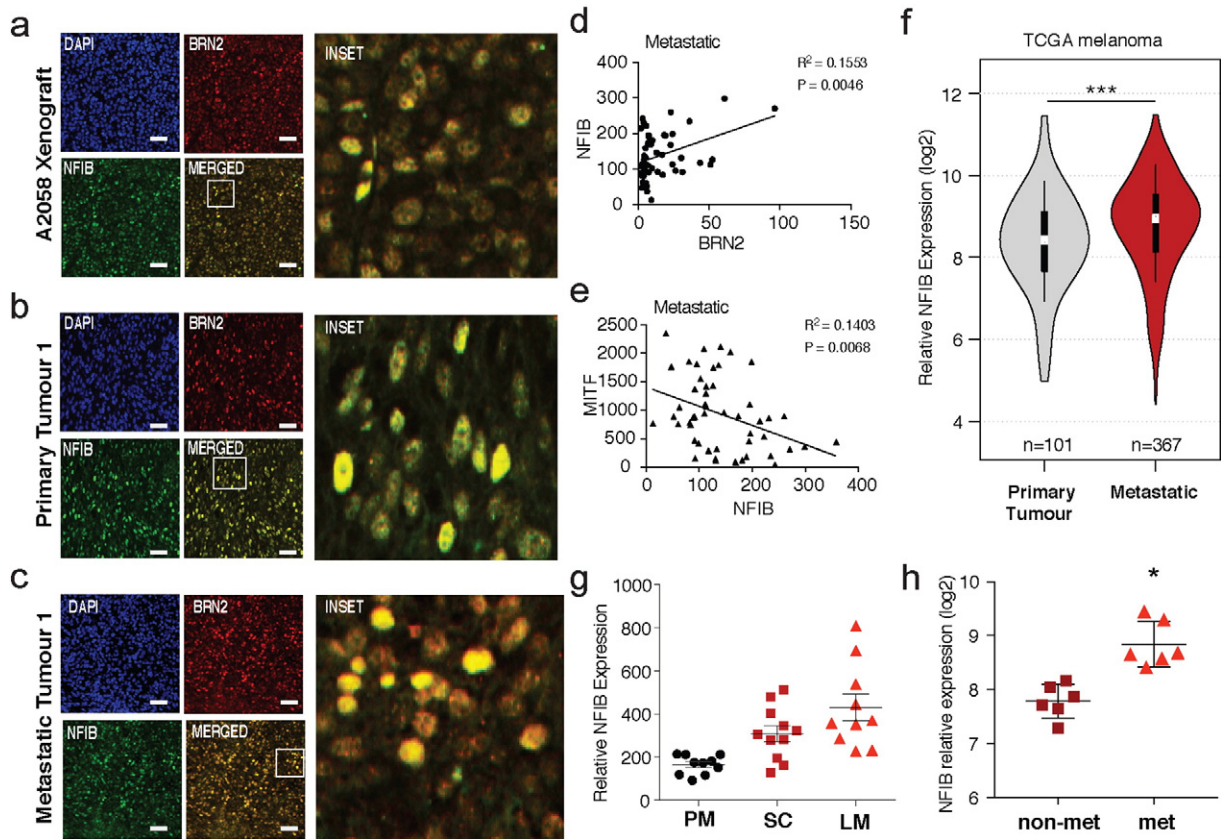 a
A2058 Xenograft
DAPI
BRN2
INSET
NFIB
MERGED
b
Primary Tumour 1
DAPI
BRN2
INSET
NFIB
MERGED
c
Metastatic Tumour 1
DAPI
BRN2
INSET
NFIB
MERGED
d
Metastatic
R² = 0.1553
P = 0.0046
NFIB
400
300
200
100
0
0 50 100 150
BRN2
e
Metastatic
R² = 0.1403
P = 0.0068
MITF
2500
2000
1500
1000
500
0
0 100 200 300 400
NFIB
f
TCGA melanoma
***
Relative NFIB Expression (log2)
12
10
8
6
4
n=101 n=367
Primary Tumour
Metastatic
g
Relative NFIB Expression
1000
800
600
400
200
0
PM SC LM
h
*
NFIB relative expression (log2)
10
9
8
7
6
non-met met